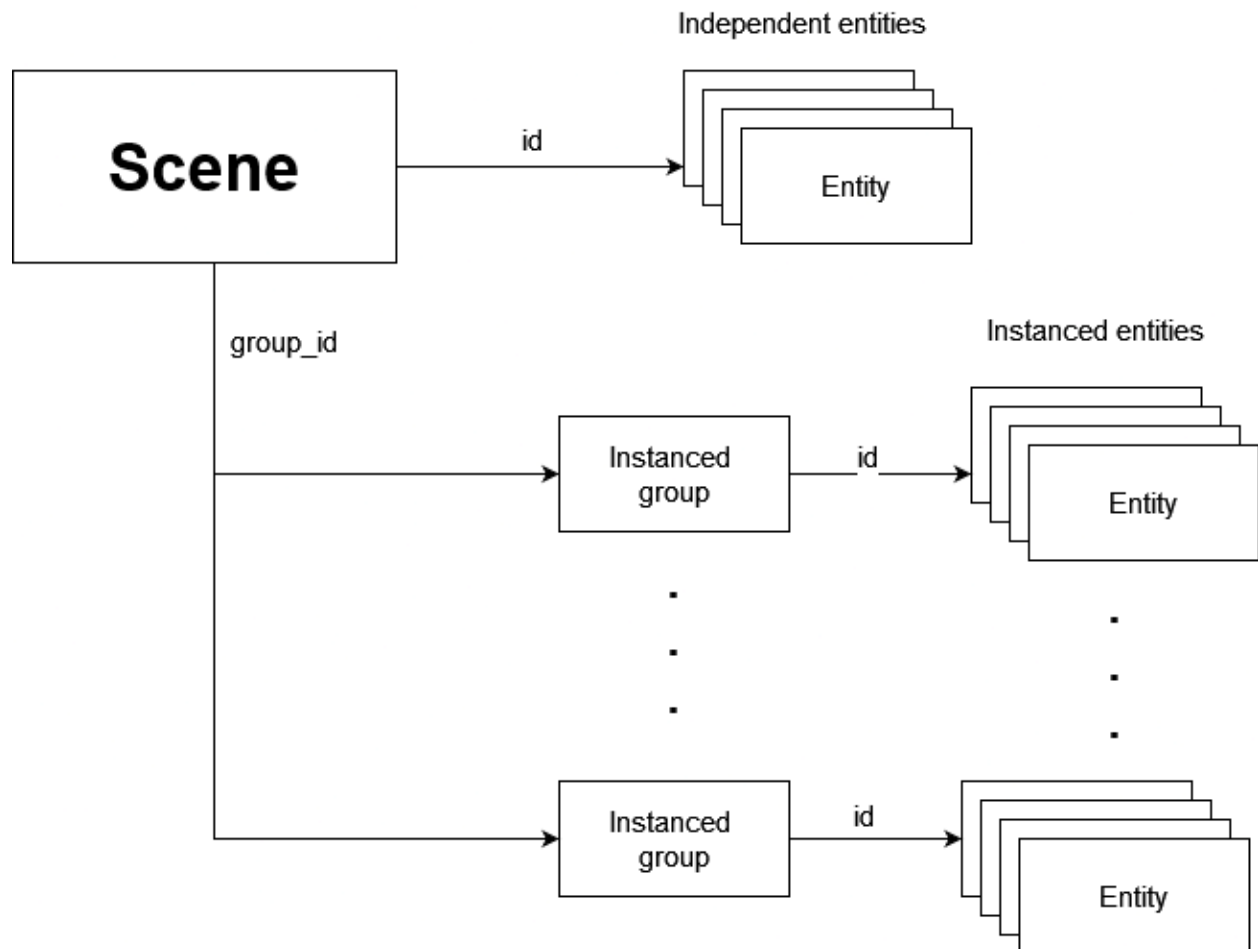 Independent entities
Scene
id
Entity
group_id
Instanced entities
Instanced
group
id
Entity
Instanced
group
id
Entity